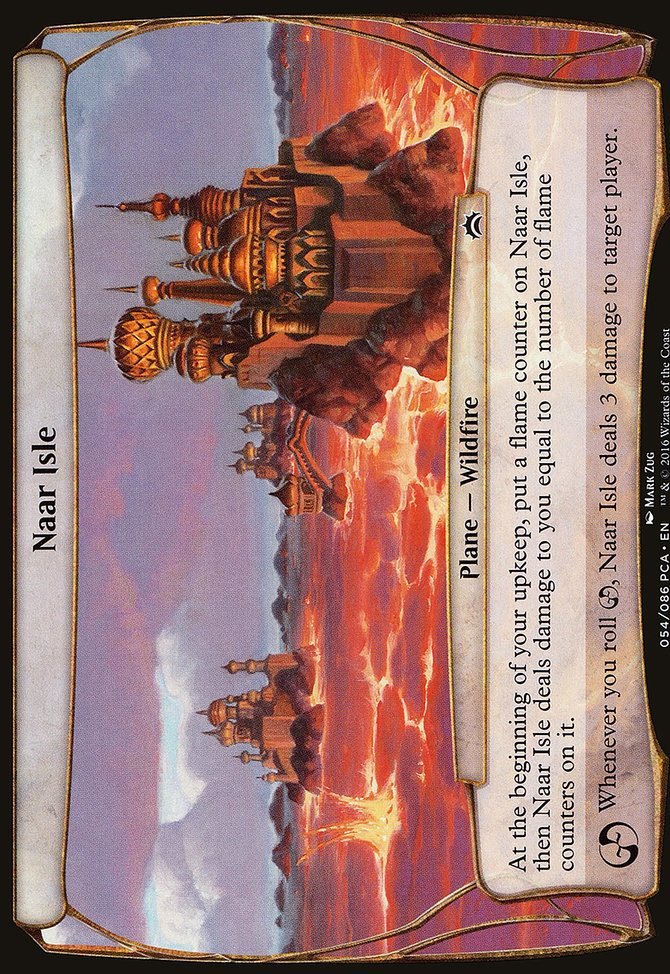 Naar Isle
Plane — Wildfire
At the beginning of your upkeep, put a flame counter on Naar Isle,
then Naar Isle deals damage to you equal to the number of flame
counters on it.
Whenever you roll , Naar Isle deals 3 damage to target player.
054/086 PCA • EN Mark Zug
™ & © 2016 Wizards of the Coast